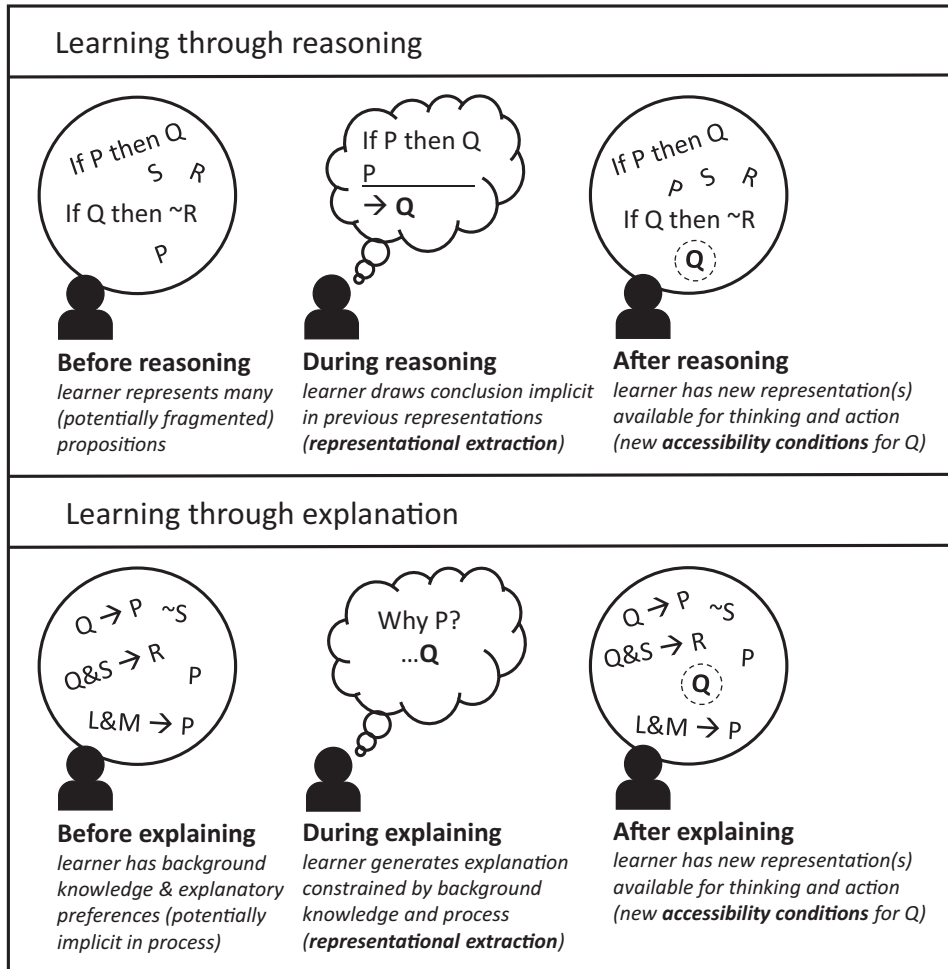 Learning through reasoning
If P then Q
S R
If Q then ~R
P
If P then Q
P
→ Q
If P then Q
P S R
If Q then ~R
Q
Before reasoning
learner represents many
(potentially fragmented)
propositions
During reasoning
learner draws conclusion implicit
in previous representations
(representational extraction)
After reasoning
learner has new representation(s)
available for thinking and action
(new accessibility conditions for Q)
Learning through explanation
Q → P ~S
Q&S → R
P
L&M → P
Why P?
...Q
Q → P ~S
Q&S → R
P
Q
L&M → P
Before explaining
learner has background
knowledge & explanatory
preferences (potentially
implicit in process)
During explaining
learner generates explanation
constrained by background
knowledge and process
(representational extraction)
After explaining
learner has new representation(s)
available for thinking and action
(new accessibility conditions for Q)